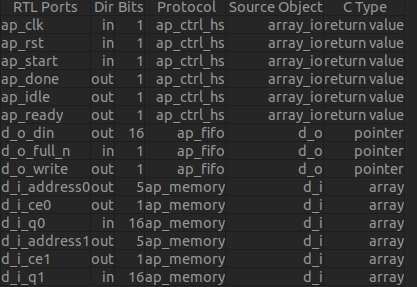 RTL Ports Dir Bits Protocol Source Object C Type
ap_clk in 1 ap_ctrl_hs array_io return value
ap_rst in 1 ap_ctrl_hs array_io return value
ap_start in 1 ap_ctrl_hs array_io return value
ap_done out 1 ap_ctrl_hs array_io return value
ap_idle out 1 ap_ctrl_hs array_io return value
ap_ready out 1 ap_ctrl_hs array_io return value
d_o_din out 16 ap_fifo d_o pointer
d_o_full_n in 1 ap_fifo d_o pointer
d_o_write out 1 ap_fifo d_o pointer
d_i_address0 out 5 ap_memory d_i array
d_i_ce0 out 1 ap_memory d_i array
d_i_q0 in 16 ap_memory d_i array
d_i_address1 out 5 ap_memory d_i array
d_i_ce1 out 1 ap_memory d_i array
d_i_q1 in 16 ap_memory d_i array